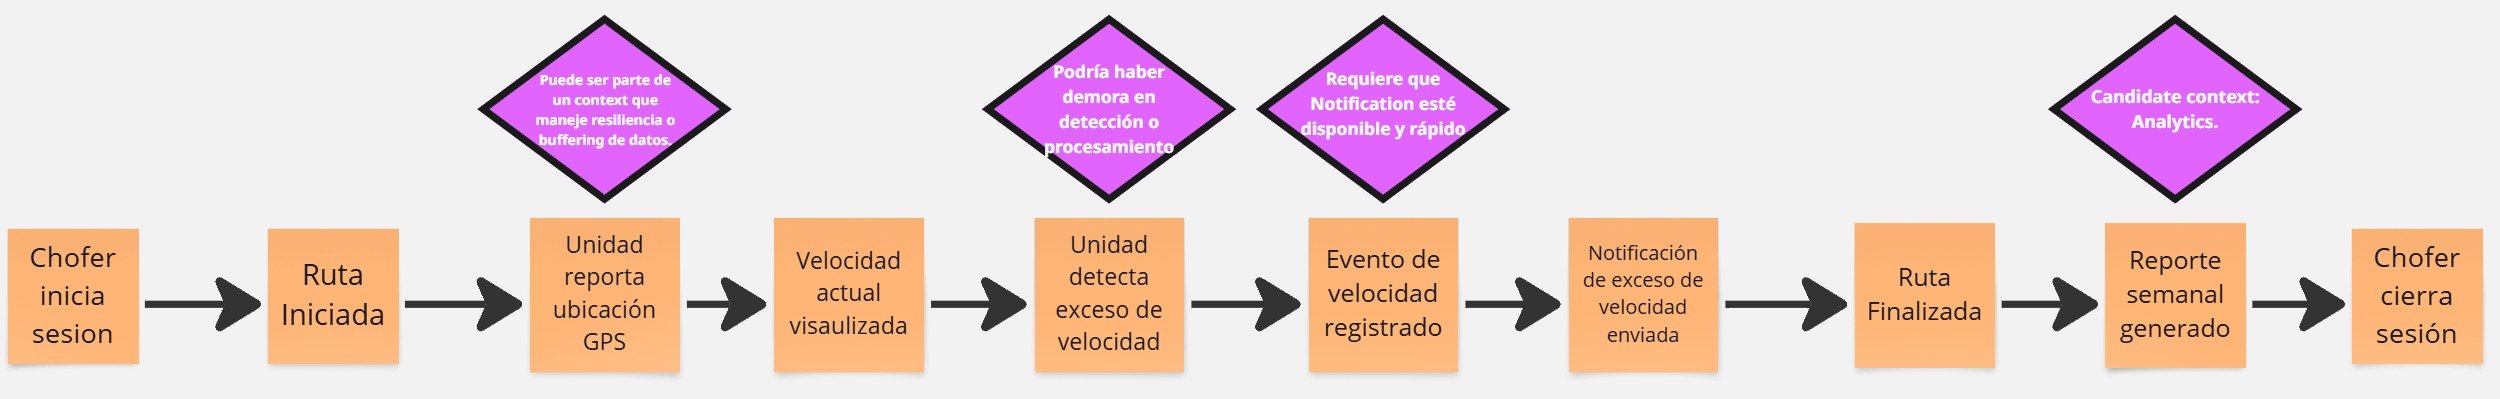 Puede ser parte de
un context que
maneje resiliencia o
buffering de datos.
Podría haber
demora en
detección o
procesamiento
Requiere que
Notification esté
disponible y rápido
Candidate context:
Analytics.
Chofer
inicia
sesion
Ruta
Iniciada
Unidad
reporta
ubicación
GPS
Velocidad
actual
visaulizada
Unidad
detecta
exceso de
velocidad
Evento de
velocidad
registrado
Notificación
de exceso de
velocidad
enviada
Ruta
Finalizada
Reporte
semanal
generado
Chofer
cierra
sesión